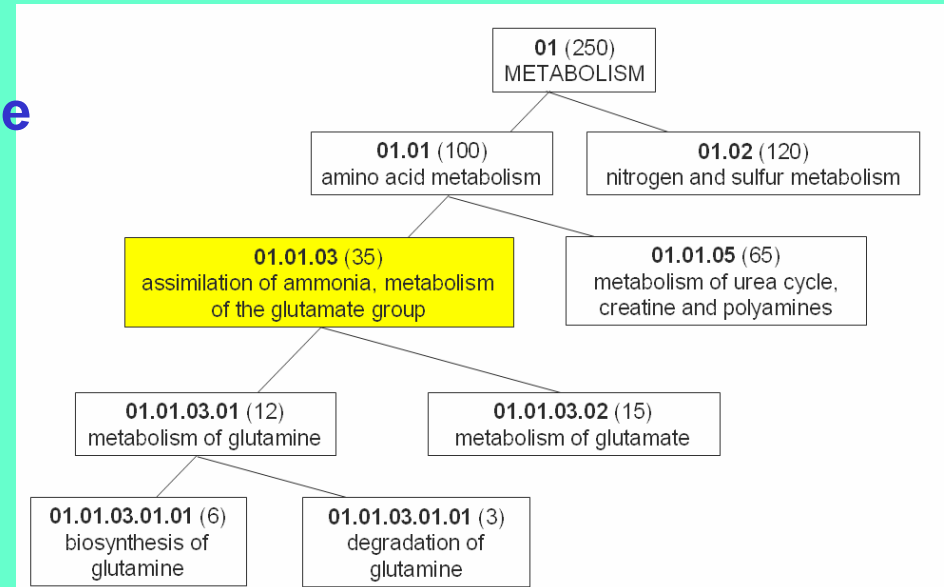 01 (250)
METABOLISM
e
01.01 (100)
amino acid metabolism
01.02 (120)
nitrogen and sulfur metabolism
01.01.03 (35)
assimilation of ammonia, metabolism
of the glutamate group
01.01.05 (65)
metabolism of urea cycle,
creatine and polyamines
01.01.03.01 (12)
metabolism of glutamine
01.01.03.02 (15)
metabolism of glutamate
01.01.03.01.01 (6)
biosynthesis of
glutamine
01.01.03.01.01 (3)
degradation of
glutamine